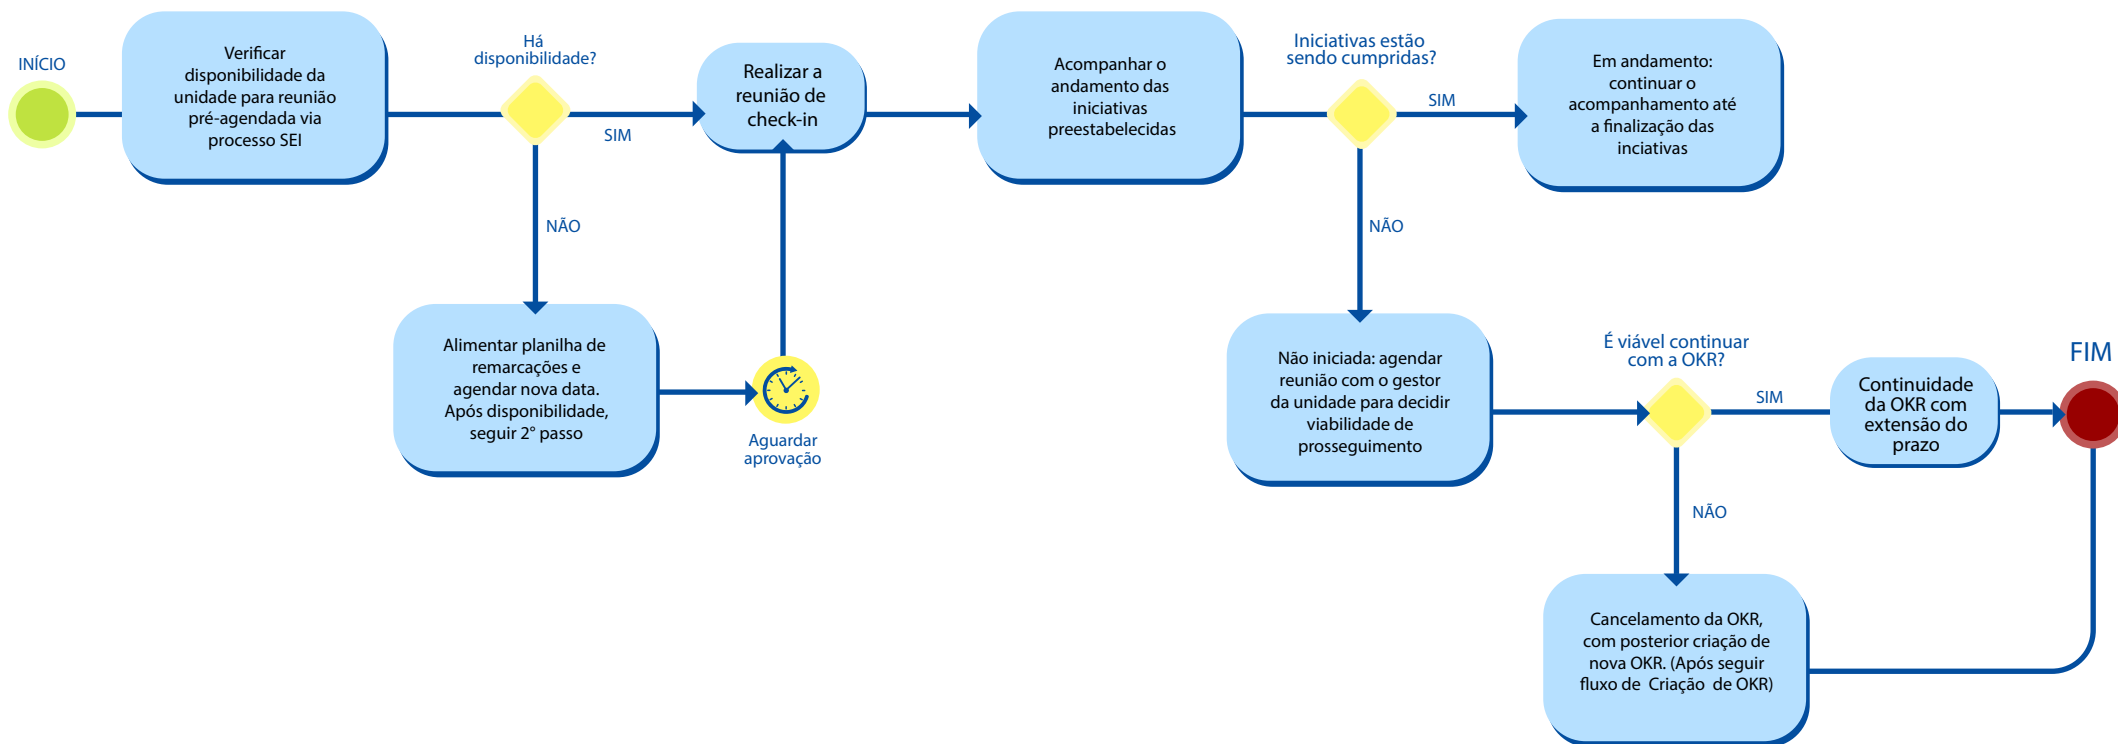 INÍCIO
Verificar
disponibilidade da
unidade para reunião
pré-agendada via
processo SEI
Há
disponibilidade?
SIM
NÃO
Realizar a
reunião de
check-in
Alimentar planilha de
remarcações e
agendar nova data.
Após disponibilidade,
seguir 2° passo
Aguardar
aprovação
Acompanhar o
andamento das
iniciativas
preestabelecidas
Iniciativas estão
sendo cumpridas?
SIM
NÃO
Em andamento:
continuar o
acompanhamento até
a finalização das
inciativas
Não iniciada: agendar
reunião com o gestor
da unidade para decidir
viabilidade de
prosseguimento
É viável continuar
com a OKR?
SIM
NÃO
Continuidade
da OKR com
extensão do
prazo
FIM
Cancelamento da OKR,
com posterior criação de
nova OKR. (Após seguir
fluxo de Criação de OKR)